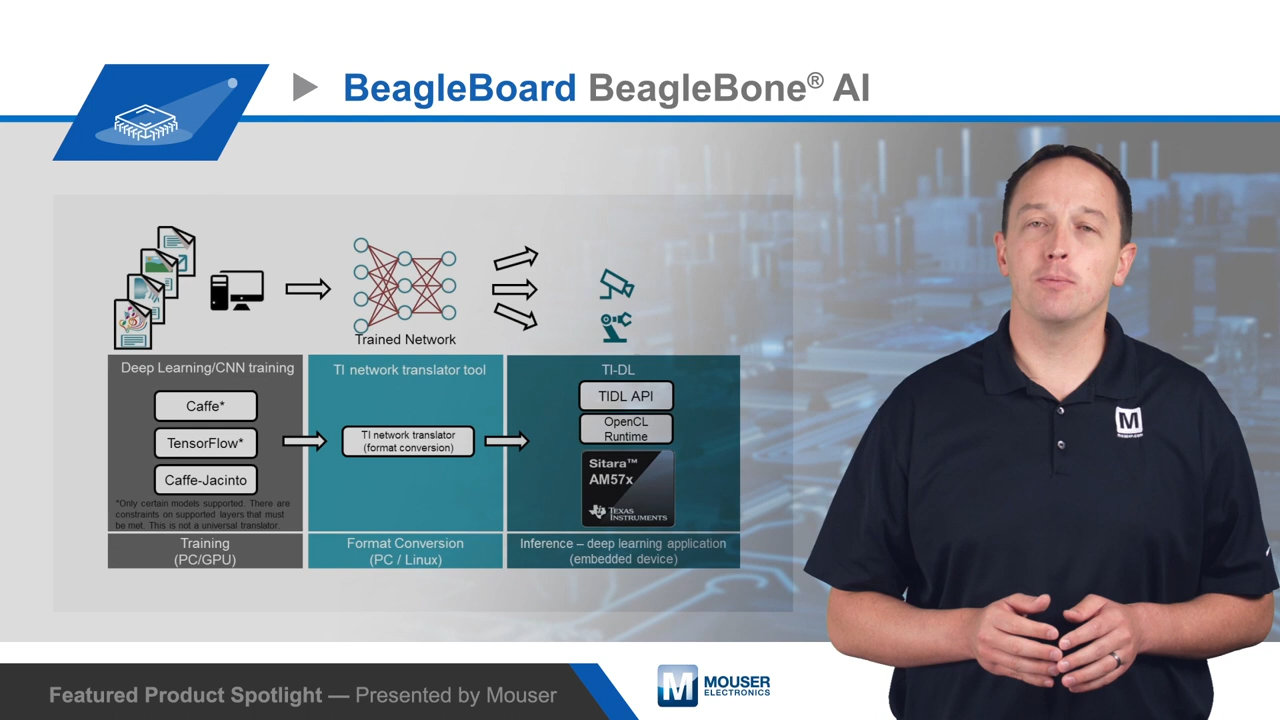 BeagleBoard BeagleBone® AI
Trained Network
Deep Learning/CNN training
Caffe*
TensorFlow*
Caffe-Jacinto
*Only certain models supported. There are
constraints on supported layers that must
be met. This is not a universal translator.
Training
(PC/GPU)
TI network translator tool
TI network translator
(format conversion)
Format Conversion
(PC / Linux)
TI-DL
TIDL API
OpenCL
Runtime
Sitara™
AM57x
TEXAS
INSTRUMENTS
Inference – deep learning application
(embedded device)
M
Featured Product Spotlight — Presented by Mouser
M
MOUSER
ELECTRONICS